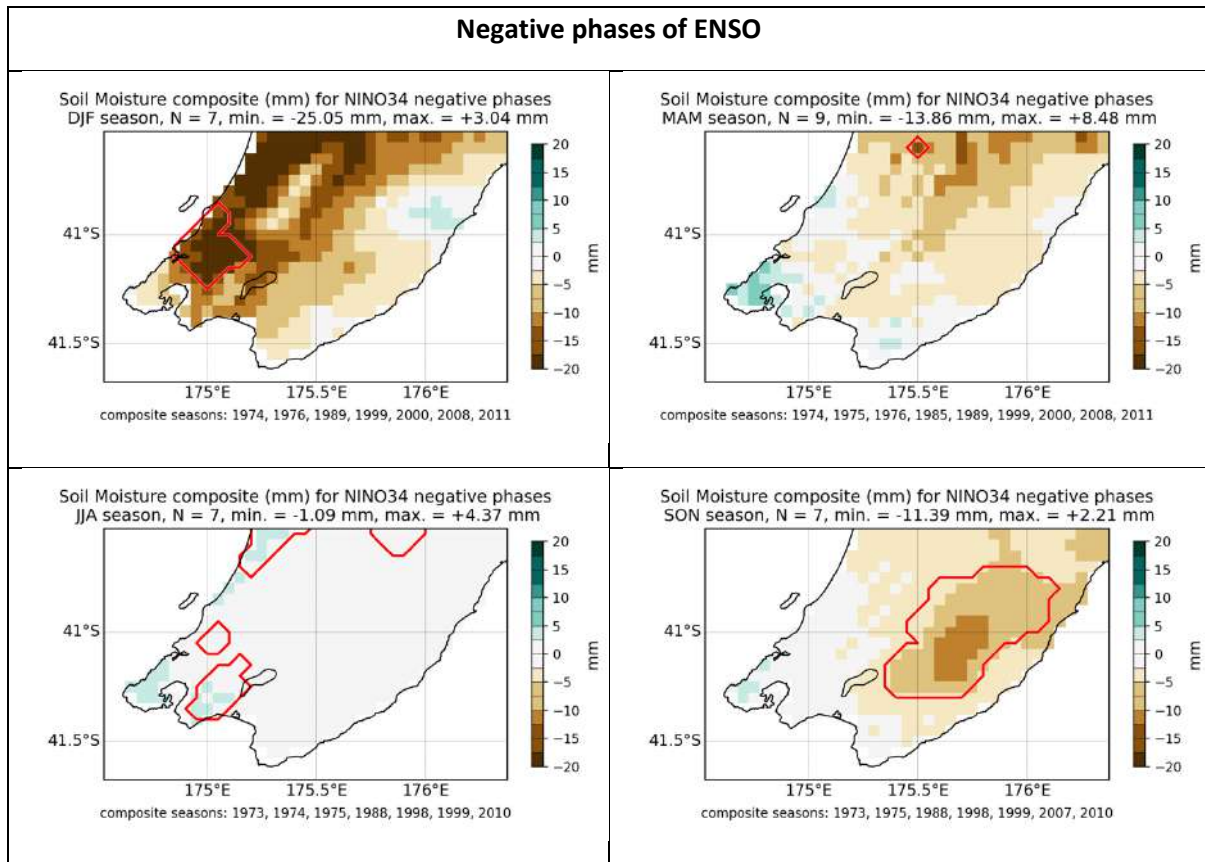 Negative phases of ENSO
Soil Moisture composite (mm) for NINO34 negative phases
DJF season, N = 7, min. = -25.05 mm, max. = +3.04 mm
41°S
41.5°S
175°E
175.5°E
176°E
20
15
10
5
0
−5
−10
−15
−20
mm
composite seasons: 1974, 1976, 1989, 1999, 2000, 2008, 2011
Soil Moisture composite (mm) for NINO34 negative phases
MAM season, N = 9, min. = -13.86 mm, max. = +8.48 mm
41°S
41.5°S
175°E
175.5°E
176°E
20
15
10
5
0
−5
−10
−15
−20
mm
composite seasons: 1974, 1975, 1976, 1985, 1989, 1999, 2000, 2008, 2011
Soil Moisture composite (mm) for NINO34 negative phases
JJA season, N = 7, min. = -1.09 mm, max. = +4.37 mm
41°S
41.5°S
175°E
175.5°E
176°E
20
15
10
5
0
−5
−10
−15
−20
mm
composite seasons: 1973, 1974, 1975, 1988, 1998, 1999, 2010
Soil Moisture composite (mm) for NINO34 negative phases
SON season, N = 7, min. = -11.39 mm, max. = +2.21 mm
41°S
41.5°S
175°E
175.5°E
176°E
20
15
10
5
0
−5
−10
−15
−20
mm
composite seasons: 1973, 1975, 1988, 1998, 1999, 2007, 2010